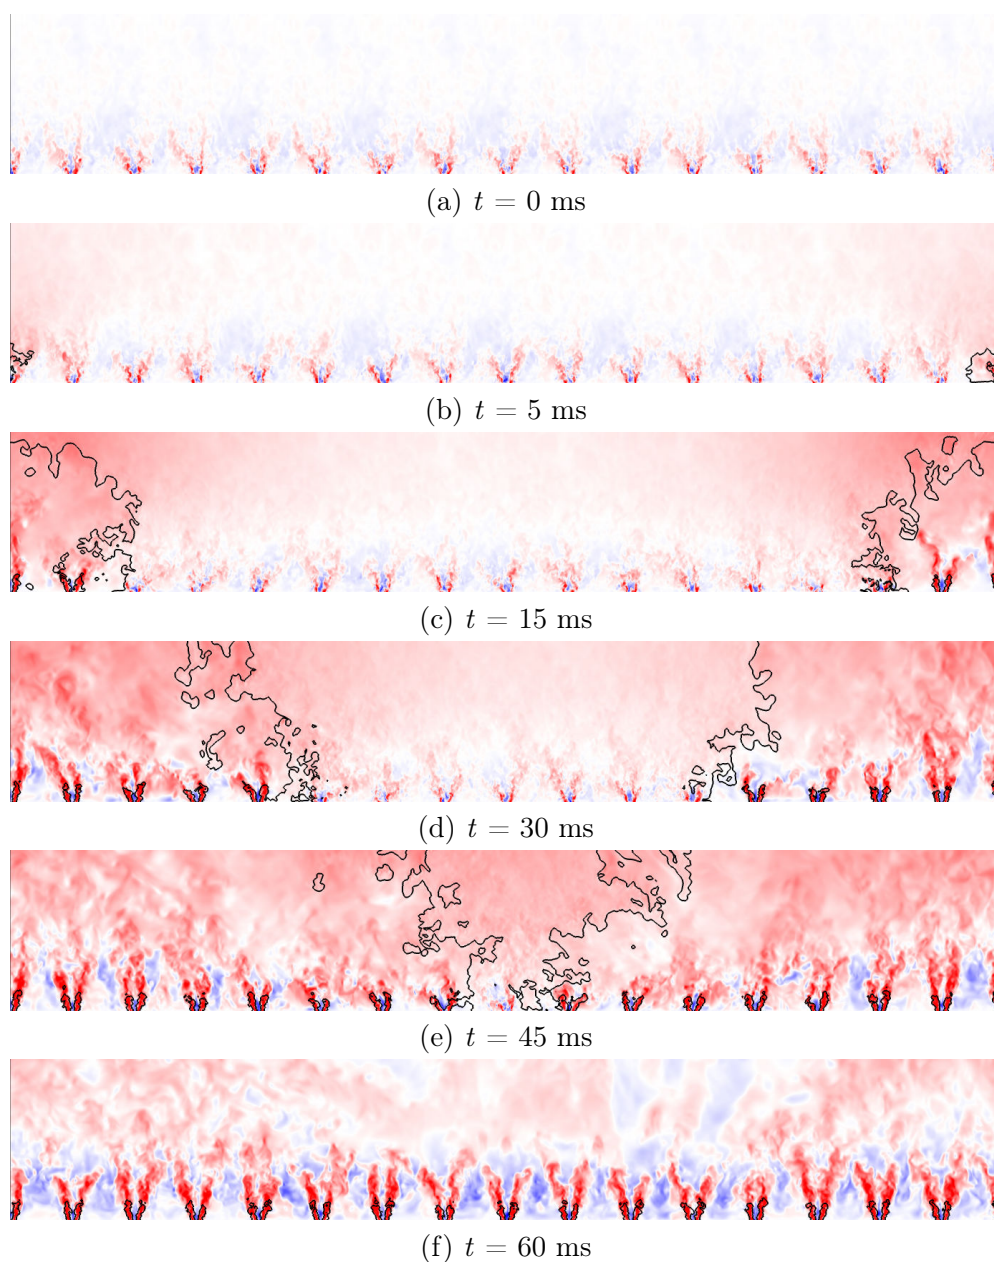 (a) t = 0 ms
(b) t = 5 ms
(c) t = 15 ms
(d) t = 30 ms
(e) t = 45 ms
(f) t = 60 ms